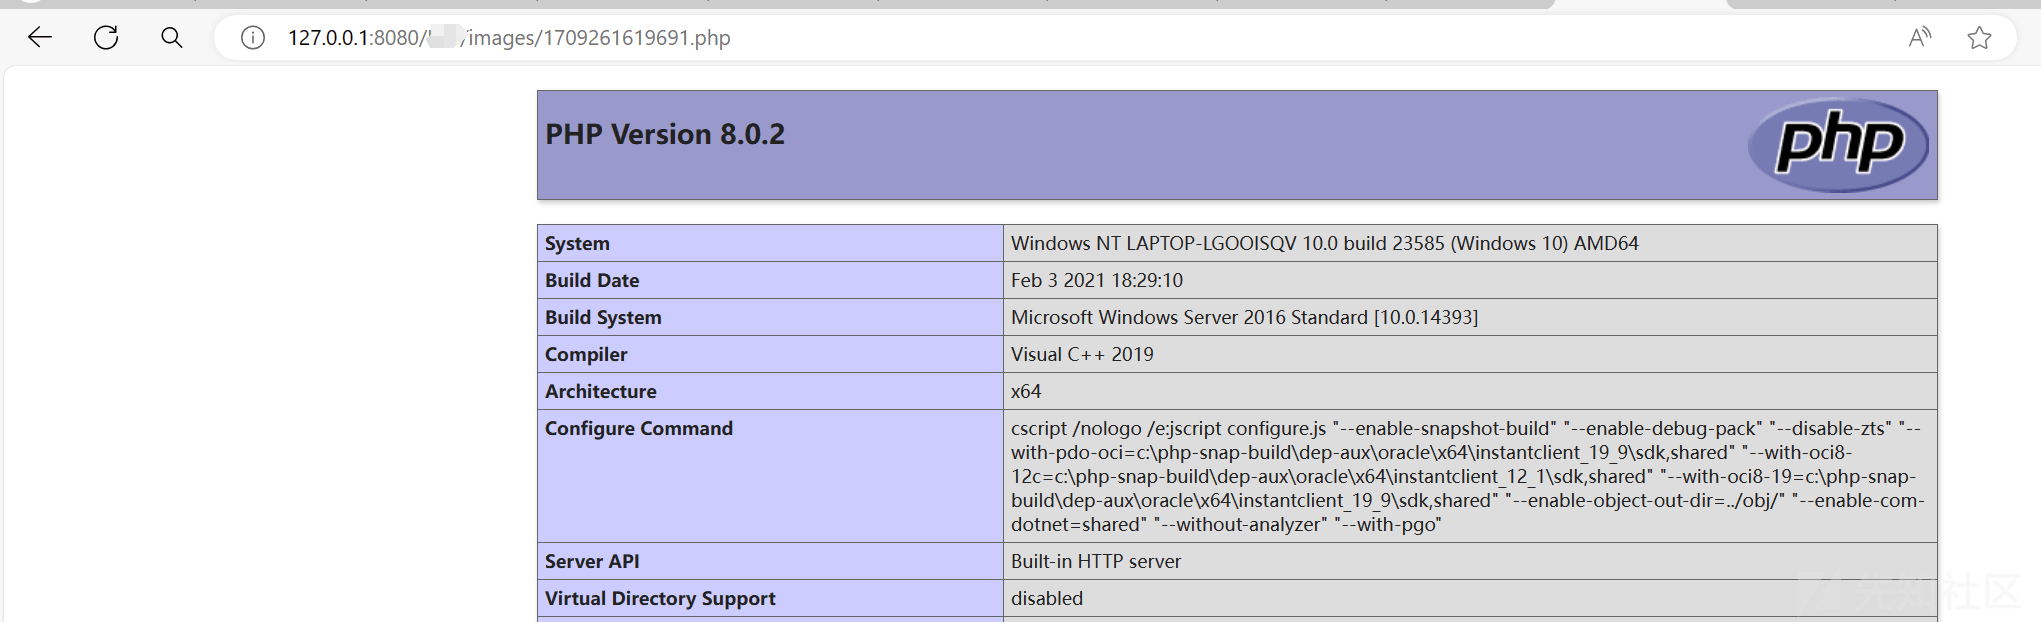 127.0.0.1:8080/ /images/1709261619691.php
PHP Version 8.0.2
php
System Windows NT LAPTOP-LGOOISQV 10.0 build 23585 (Windows 10) AMD64
Build Date Feb 3 2021 18:29:10
Build System Microsoft Windows Server 2016 Standard [10.0.14393]
Compiler Visual C++ 2019
Architecture x64
Configure Command cscript /nologo /e:jscript configure.js "--enable-snapshot-build" "--enable-debug-pack" "--disable-zts" "--
with-pdo-oci=c:\php-snap-build\dep-aux\oracle\x64\instantclient_19_9\sdk,shared" "--with-oci8-
12c=c:\php-snap-build\dep-aux\oracle\x64\instantclient_12_1\sdk,shared" "--with-oci8-19=c:\php-snap-
build\dep-aux\oracle\x64\instantclient_19_9\sdk,shared" "--enable-object-out-dir=../obj/" "--enable-com-
dotnet=shared" "--without-analyzer" "--with-pgo"
Server API Built-in HTTP server
Virtual Directory Support disabled
社区